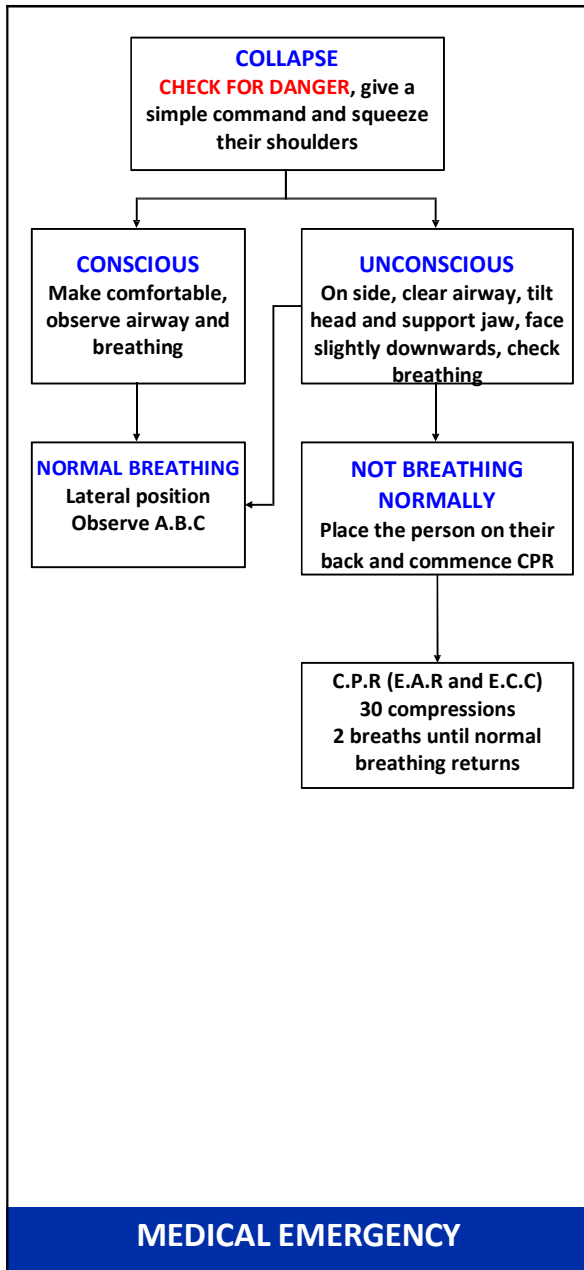 COLLAPSE
CHECK FOR DANGER, give a
simple command and squeeze
their shoulders
CONSCIOUS
Make comfortable,
observe airway and
breathing
UNCONSCIOUS
On side, clear airway, tilt
head and support jaw, face
slightly downwards, check
breathing
NORMAL BREATHING
Lateral position
Observe A.B.C
NOT BREATHING
NORMALLY
Place the person on their
back and commence CPR
C.P.R (E.A.R and E.C.C)
30 compressions
2 breaths until normal
breathing returns
MEDICAL EMERGENCY